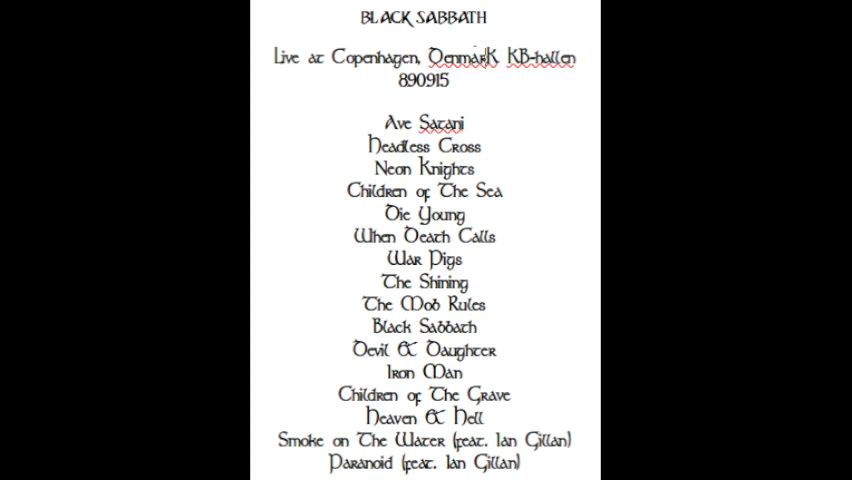 BLACK SABBATH
Live at Copenhagen, DenmarK KB-hallen
890915
Ave Satani
Headless Cross
Neon Knights
Children of The Sea
Die Young
When Death Calls
War Pigs
The Shining
The Mob Rules
Black Sabbath
Devil & Daughter
Iron Man
Children of The Grave
Heaven & Hell
Smoke on The Water (feat. Ian Gillan)
Paranoid (feat. Ian Gillan)